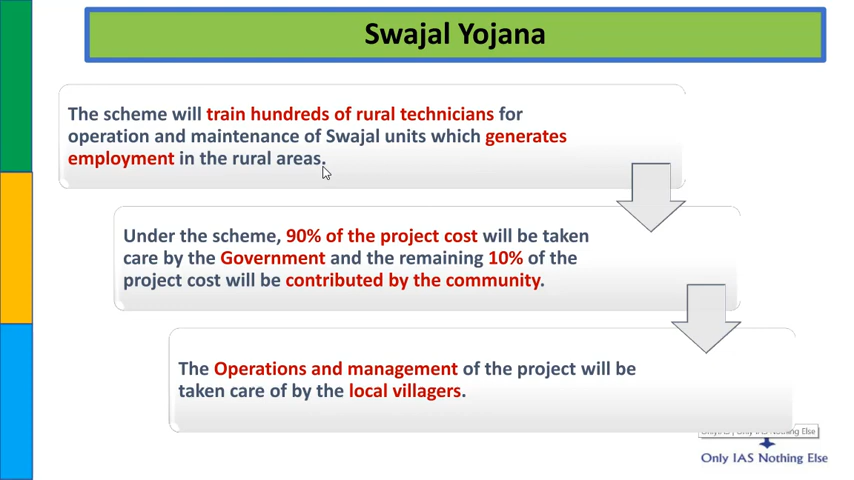 Swajal Yojana
The scheme will train hundreds of rural technicians for
operation and maintenance of Swajal units which generates
employment in the rural areas.
Under the scheme, 90% of the project cost will be taken
care by the Government and the remaining 10% of the
project cost will be contributed by the community.
The Operations and management of the project will be
taken care of by the local villagers.
Nothing Else
Only IAS Nothing Else